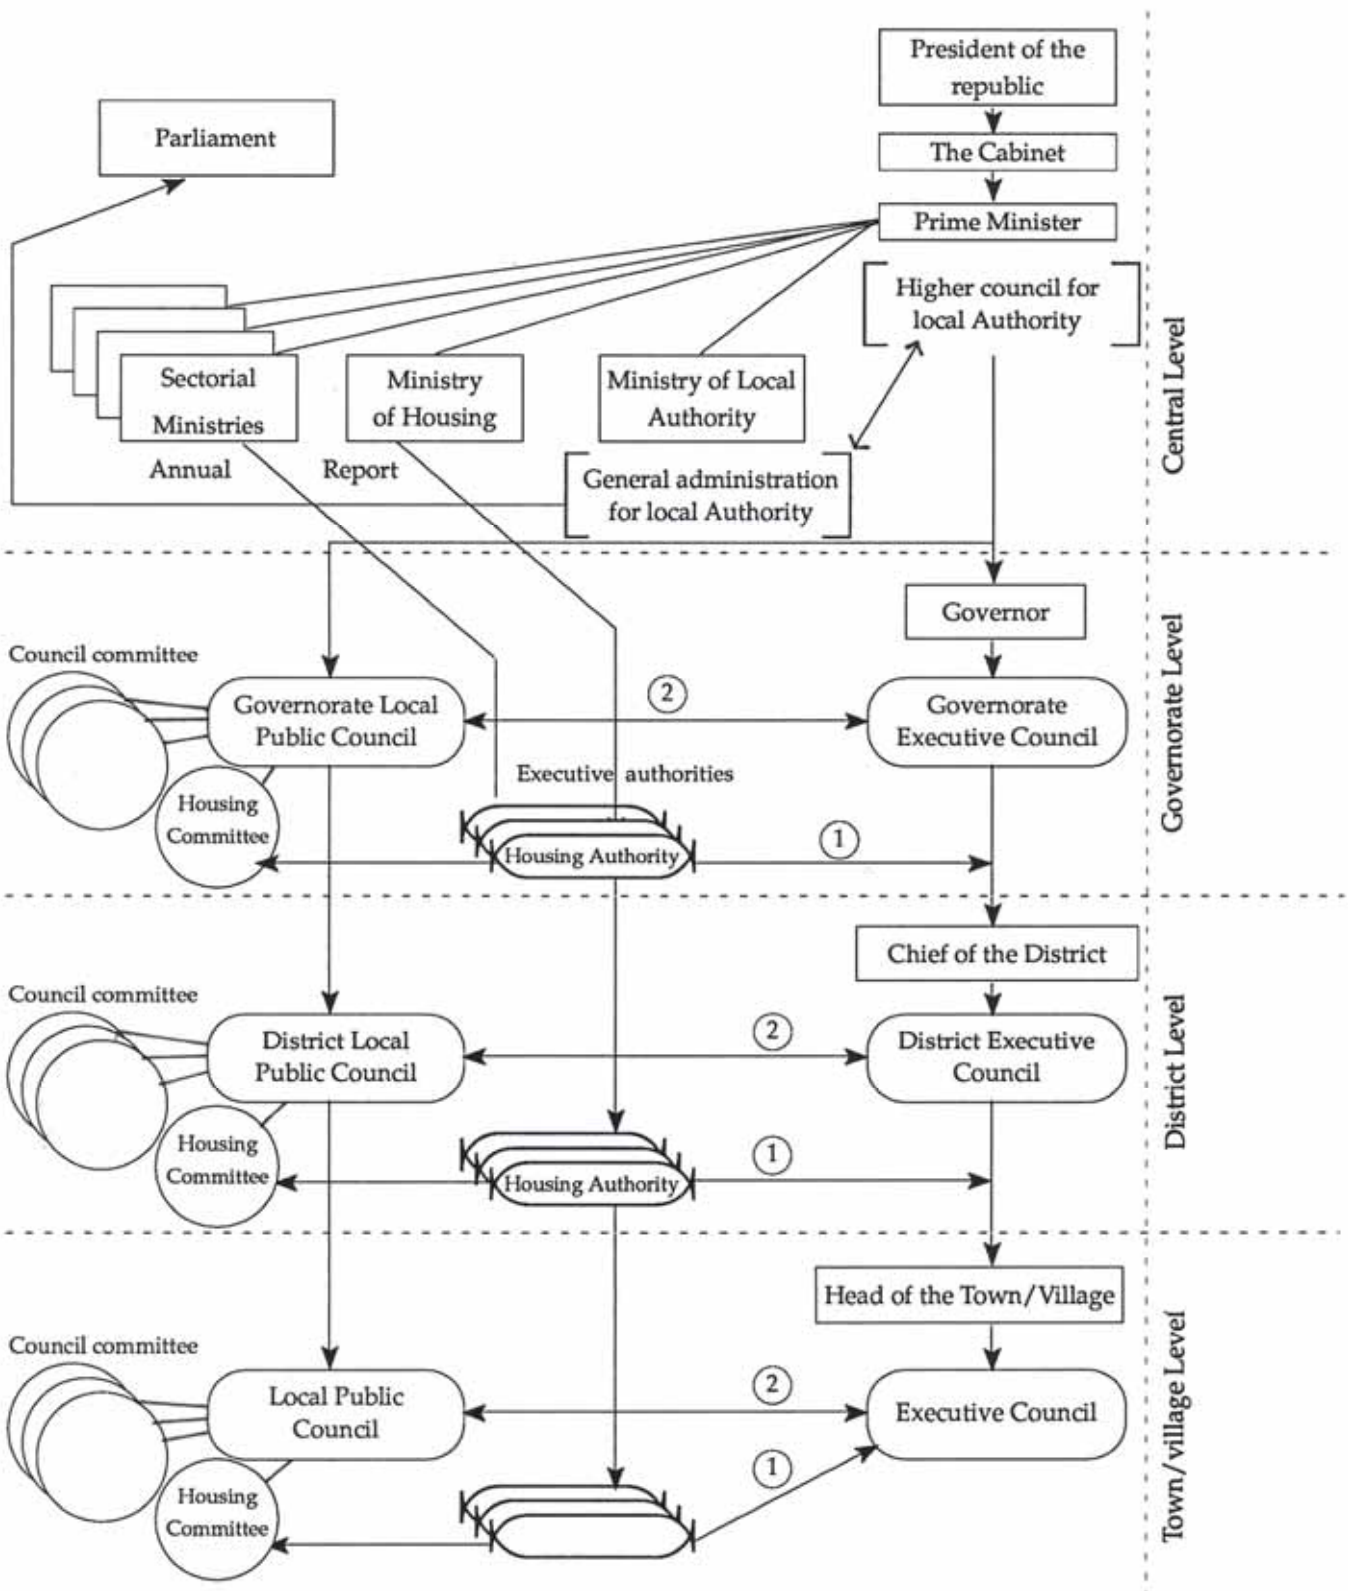 President of the
republic
Parliament
The Cabinet
Prime Minister
Higher council for
local Authority
Sectorial
Ministries
Ministry
of Housing
Ministry of Local
Authority
Annual Report
General administration
for local Authority
Central Level
Governor
Council committee
Governorate Local
Public Council
2
Governorate
Executive Council
Executive authorities
Housing
Committee
Housing Authority
1
Governorate Level
Chief of the District
Council committee
District Local
Public Council
2
District Executive
Council
Housing
Committee
Housing Authority
1
District Level
Head of the Town/Village
Council committee
Local Public
Council
2
Executive Council
1
Housing
Committee
Town/village Level